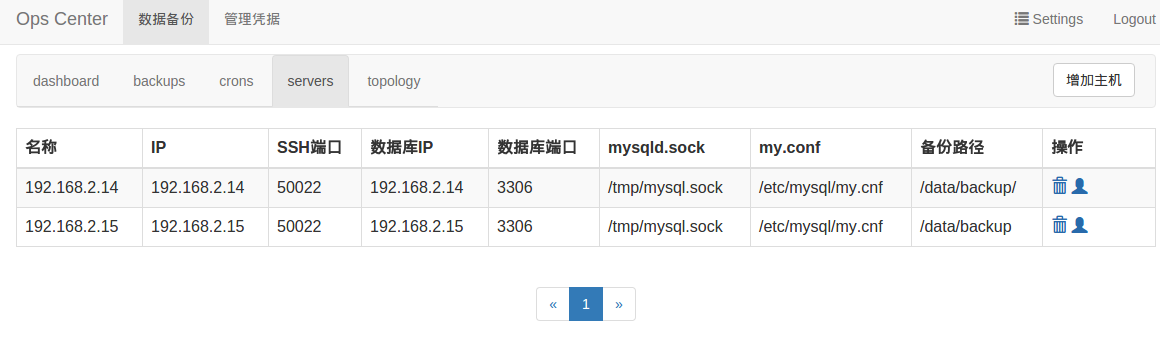 Ops Center 数据备份 管理凭据 Settings Logout
dashboard backups crons servers topology 增加主机
名称 IP SSH端口 数据库IP 数据库端口 mysqld.sock my.conf 备份路径 操作
192.168.2.14 192.168.2.14 50022 192.168.2.14 3306 /tmp/mysql.sock /etc/mysql/my.cnf /data/backup/
192.168.2.15 192.168.2.15 50022 192.168.2.15 3306 /tmp/mysql.sock /etc/mysql/my.cnf /data/backup
« 1 »